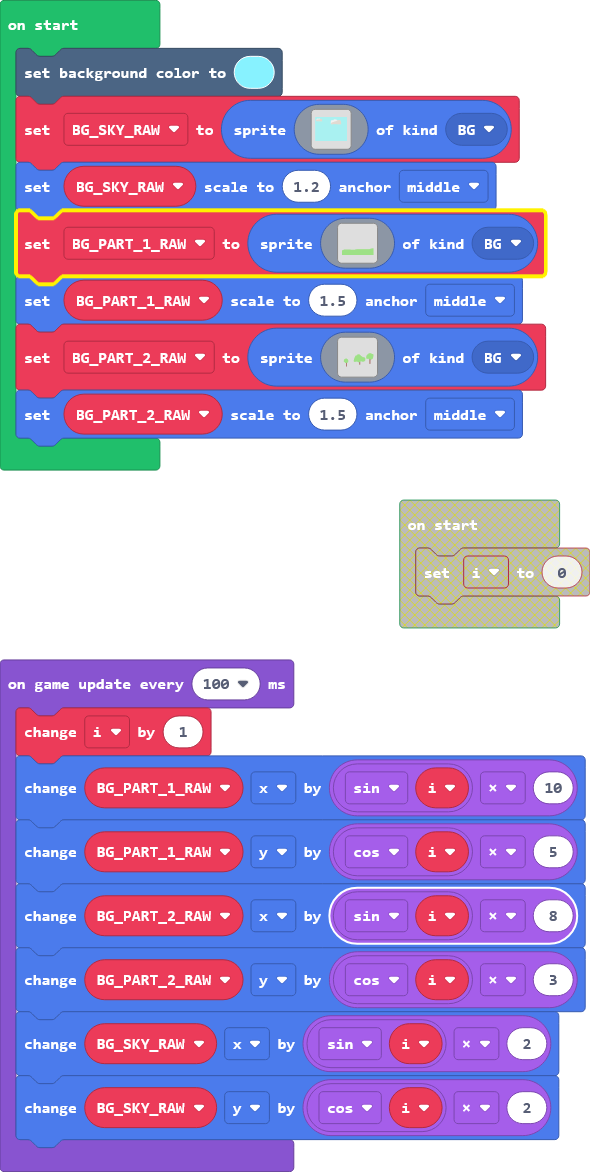 on start
set background color to
set BG_SKY_RAW to sprite of kind BG
set BG_SKY_RAW scale to 1.2 anchor middle
set BG_PART_1_RAW to sprite of kind BG
set BG_PART_1_RAW scale to 1.5 anchor middle
set BG_PART_2_RAW to sprite of kind BG
set BG_PART_2_RAW scale to 1.5 anchor middle
on start
set i to 0
on game update every 100 ms
change i by 1
change BG_PART_1_RAW x by sin i × 10
change BG_PART_1_RAW y by cos i × 5
change BG_PART_2_RAW x by sin i × 8
change BG_PART_2_RAW y by cos i × 3
change BG_SKY_RAW x by sin i × 2
change BG_SKY_RAW y by cos i × 2